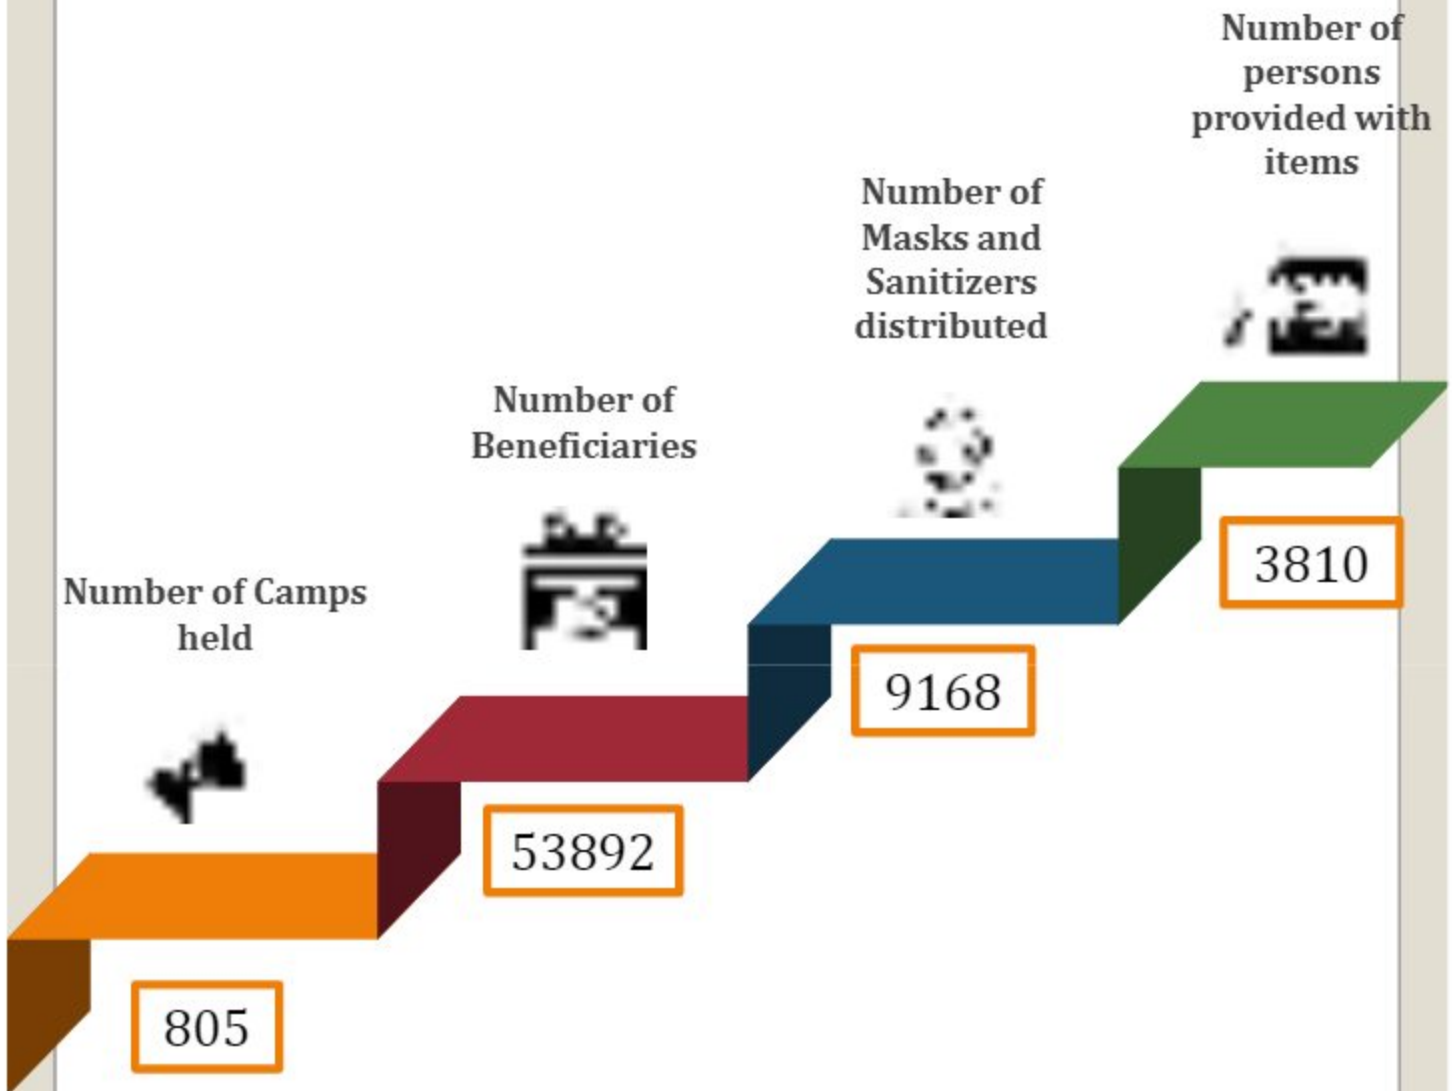 Number of Camps
held
805
Number of
Beneficiaries
53892
Number of
Masks and
Sanitizers
distributed
9168
Number of
persons
provided with
items
3810